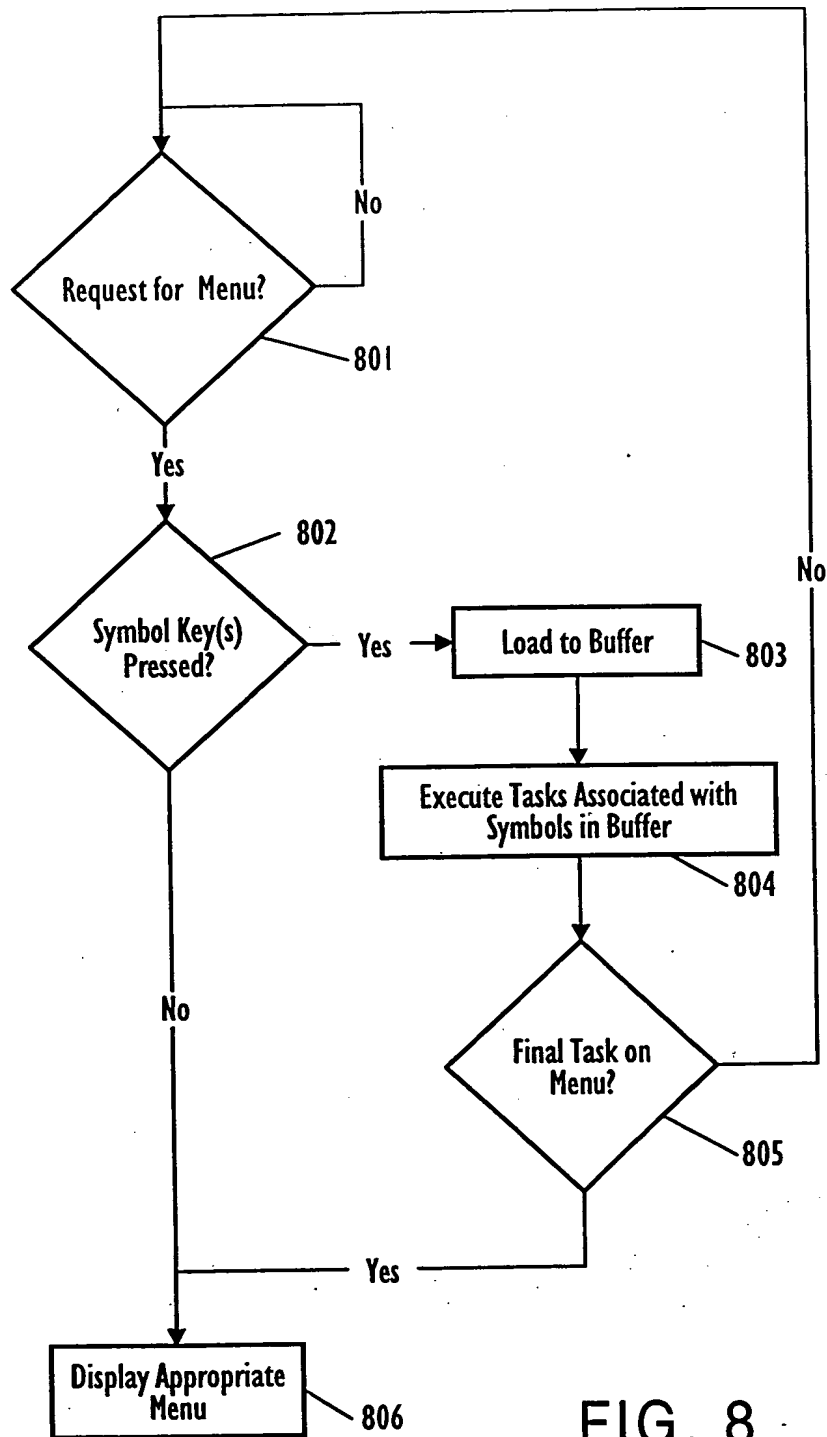 No
Request for Menu?
801
Yes
802
Symbol Key(s)
Pressed?
Yes
Load to Buffer
803
No
Execute Tasks Associated with
Symbols in Buffer
804
No
Final Task on
Menu?
805
Yes
Display Appropriate
Menu
806
FIG. 8